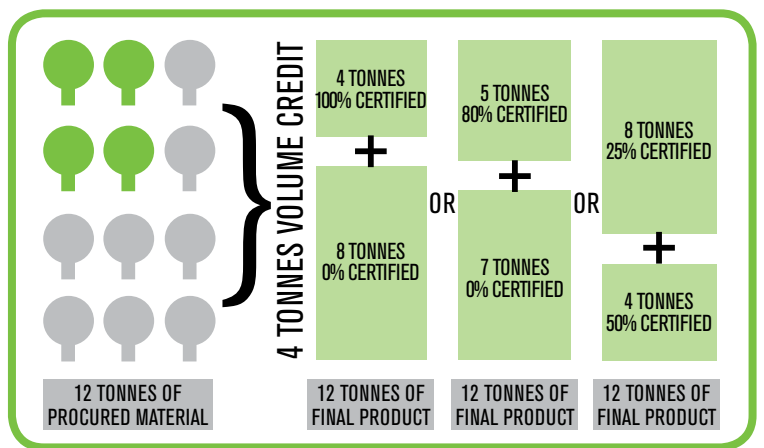 4 TONNES VOLUME CREDIT
4 TONNES
100% CERTIFIED
+
8 TONNES
0% CERTIFIED
OR
5 TONNES
80% CERTIFIED
+
7 TONNES
0% CERTIFIED
OR
8 TONNES
25% CERTIFIED
+
4 TONNES
50% CERTIFIED
12 TONNES OF
PROCURED MATERIAL
12 TONNES OF
FINAL PRODUCT
12 TONNES OF
FINAL PRODUCT
12 TONNES OF
FINAL PRODUCT